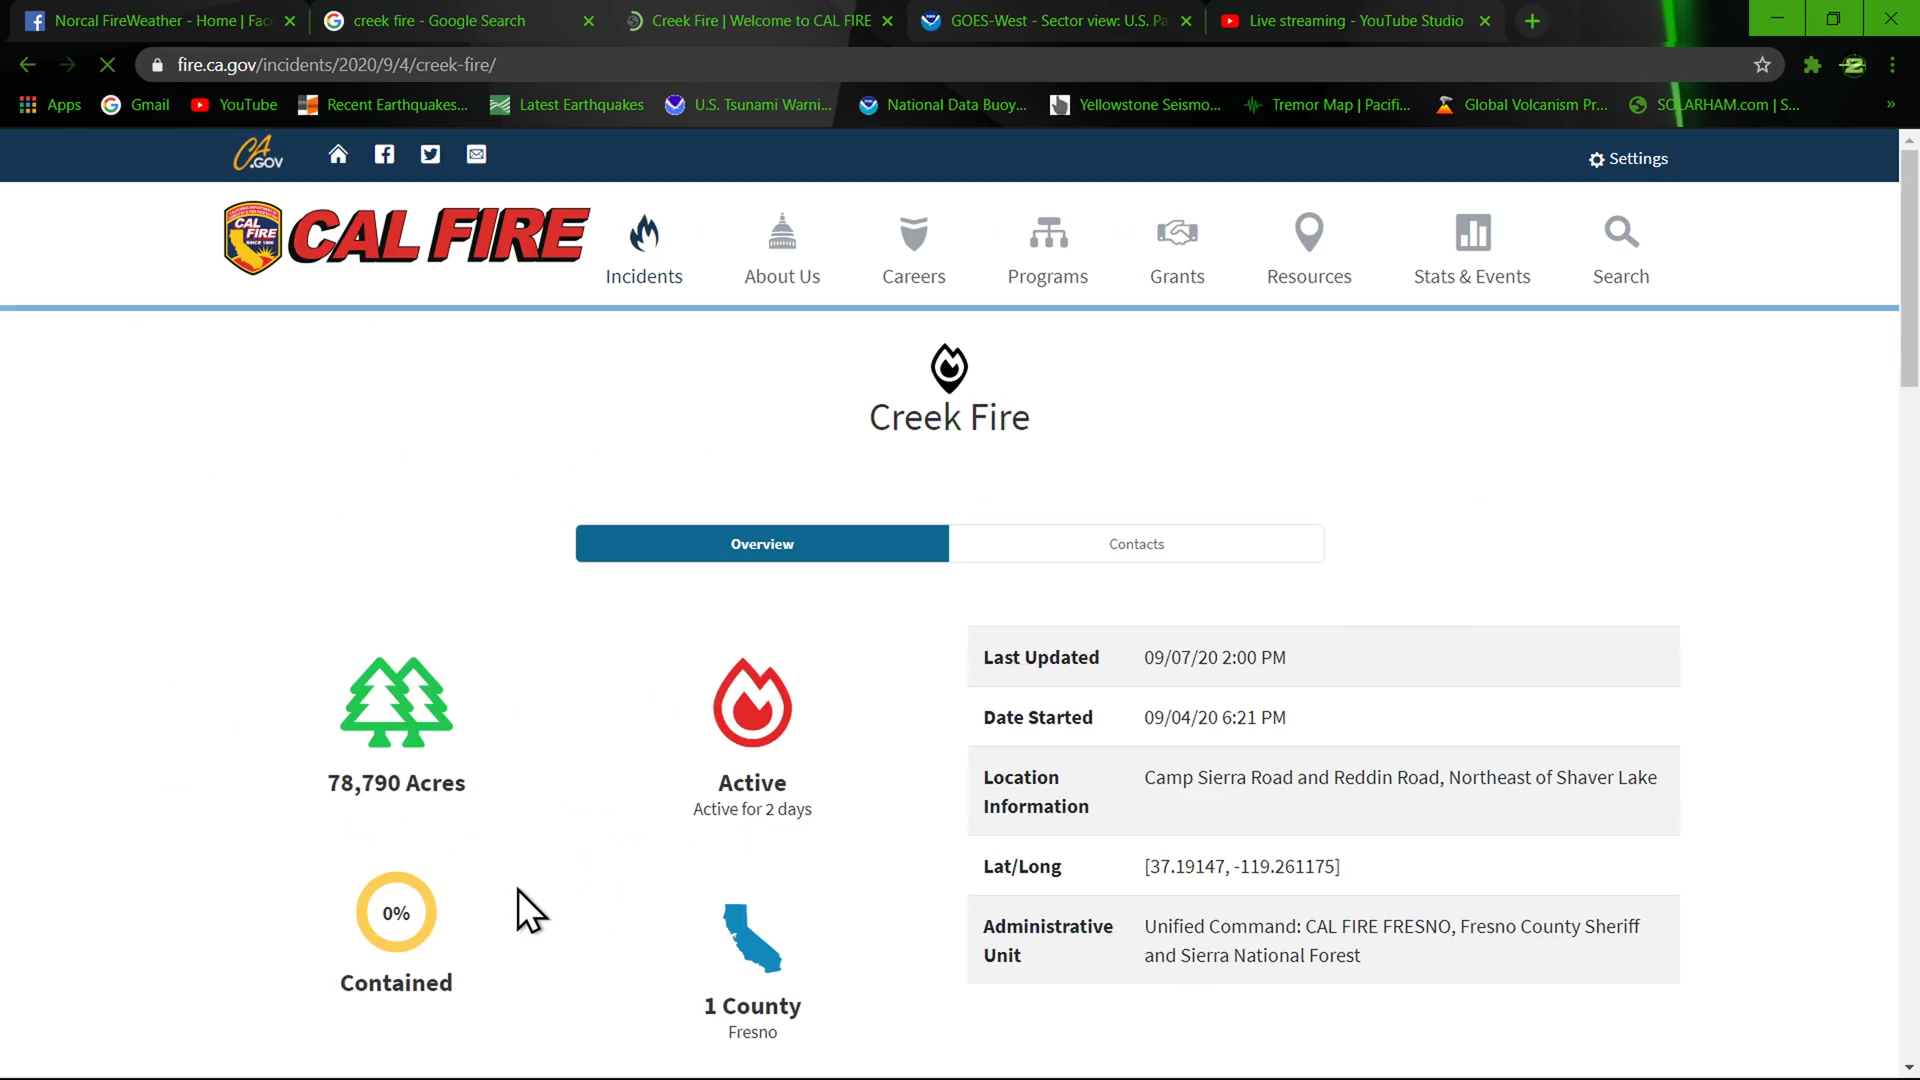 Norcal FireWeather - Home | Fac
creek fire - Google Search
Creek Fire | Welcome to CAL FIRE
GOES-West - Sector view: U.S. Pa
Live streaming - YouTube Studio
fire.ca.gov/incidents/2020/9/4/creek-fire/
Apps
Gmail
YouTube
Recent Earthquakes...
Latest Earthquakes
U.S. Tsunami Warni...
National Data Buoy...
Yellowstone Seismo...
Tremor Map | Pacifi...
Global Volcanism Pr...
SOLARHAM.com | S...
»
CA.GOV
Settings
CAL FIRE
SINCE 1885
CAL FIRE
Incidents
About Us
Careers
Programs
Grants
Resources
Stats & Events
Search
Creek Fire
Overview
Contacts
78,790 Acres
Active
Active for 2 days
0%
Contained
1 County
Fresno
Last Updated 09/07/20 2:00 PM
Date Started 09/04/20 6:21 PM
Location Information Camp Sierra Road and Reddin Road, Northeast of Shaver Lake
Lat/Long [37.19147, -119.261175]
Administrative Unit Unified Command: CAL FIRE FRESNO, Fresno County Sheriff
and Sierra National Forest